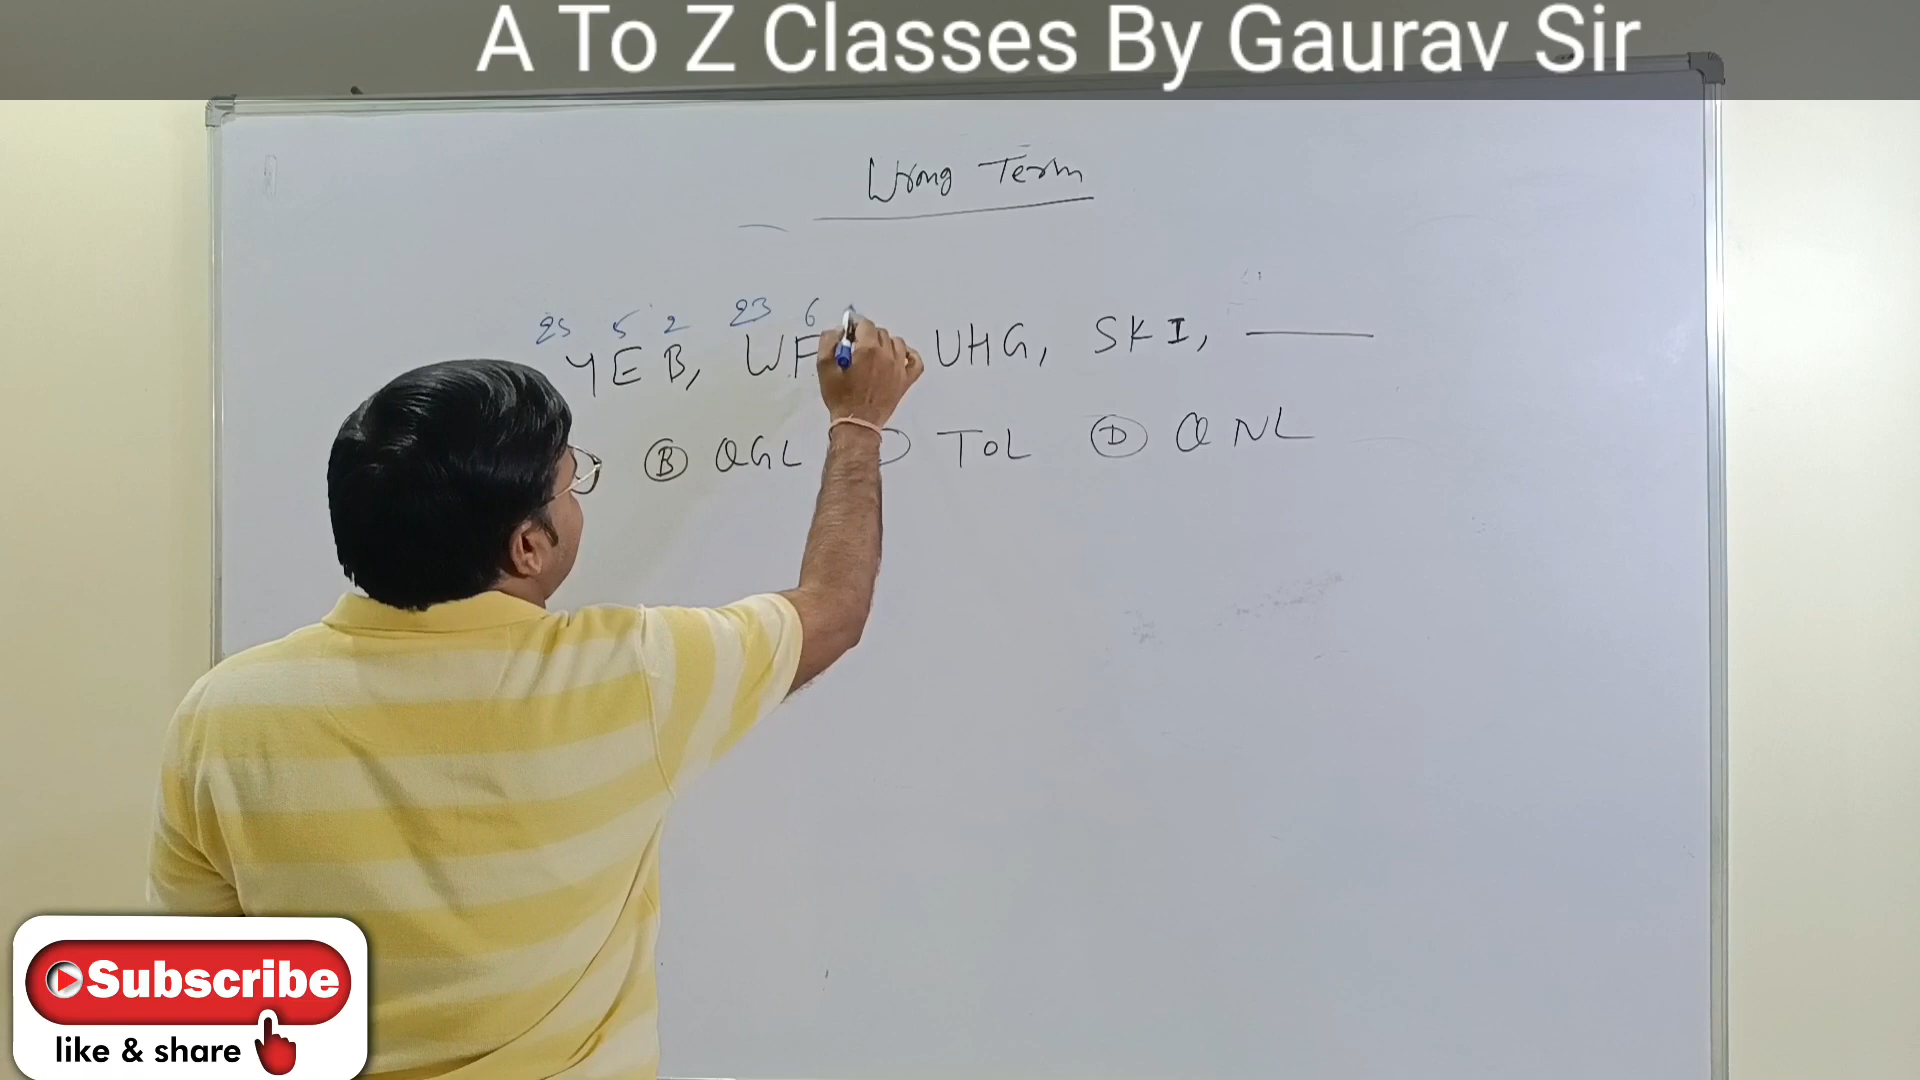 A To Z Classes By Gaurav Sir
Wrong Term
25 5 2 23 6
YEB, WF UHG, SKI,
B QGL TOL D QNL
Subscribe
like & share